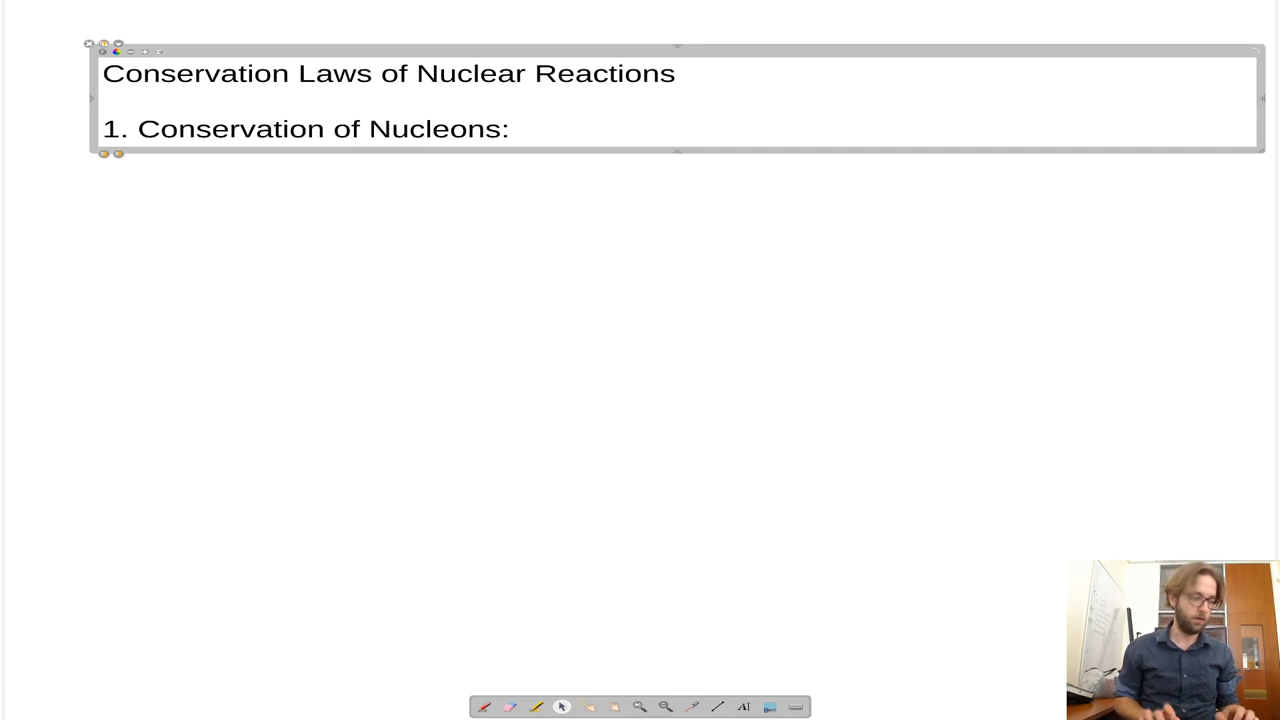 Conservation Laws of Nuclear Reactions
1. Conservation of Nucleons: